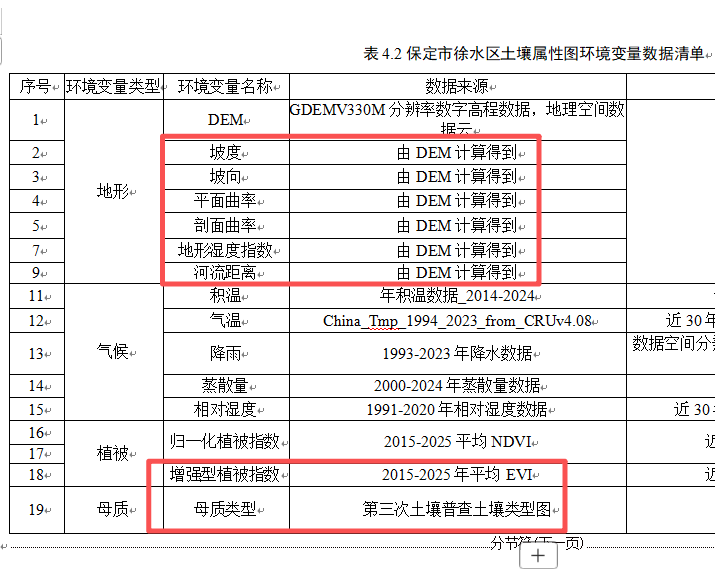 表 4.2 保定市徐水区土壤属性图环境变量数据清单
序号 环境变量类型 环境变量名称 数据来源
1 地形 DEM GDEMV330M 分辨率数字高程数据，地理空间数
据云
2 坡度 由 DEM 计算得到
3 坡向 由 DEM 计算得到
4 平面曲率 由 DEM 计算得到
5 剖面曲率 由 DEM 计算得到
7 地形湿度指数 由 DEM 计算得到
9 河流距离 由 DEM 计算得到
11 气候 积温 年积温数据_2014-2024
12 气温 China_Tmp_1994_2023_from_CRUv4.08 近 30 年
13 降雨 1993-2023 年降水数据 数据空间分辨
14 蒸散量 2000-2024 年蒸散量数据
15 相对湿度 1991-2020 年相对湿度数据 近 30
16 植被 归一化植被指数 2015-2025 平均 NDVI 近
17
18 增强型植被指数 2015-2025 年平均 EVI 近
19 母质 母质类型 第三次土壤普查土壤类型图
分节符(下一页)